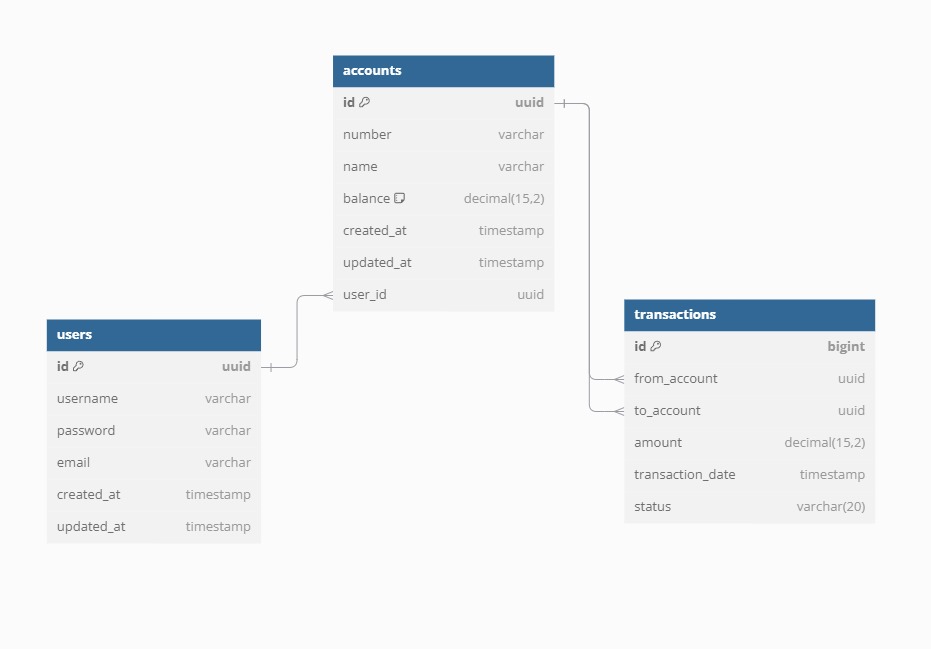 accounts
id uuid
number varchar
name varchar
balance decimal(15,2)
created_at timestamp
updated_at timestamp
user_id uuid
users
id uuid
username varchar
password varchar
email varchar
created_at timestamp
updated_at timestamp
transactions
id bigint
from_account uuid
to_account uuid
amount decimal(15,2)
transaction_date timestamp
status varchar(20)